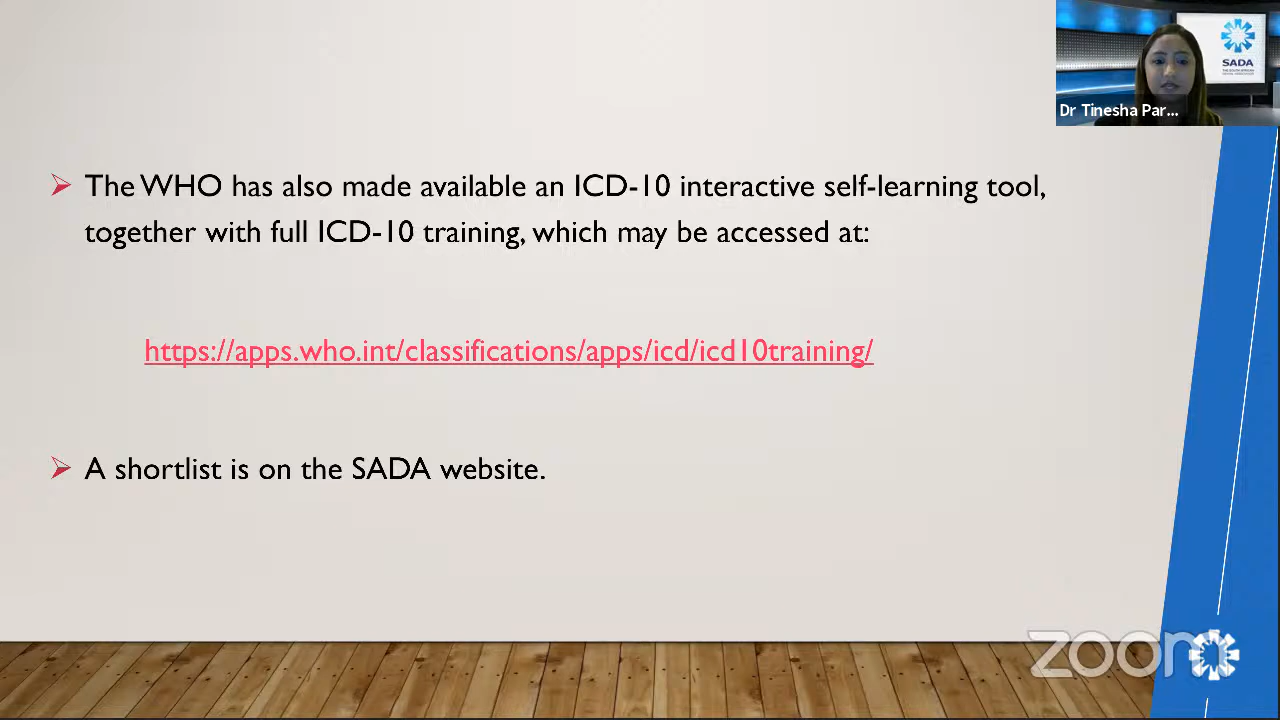 SADA
Dr Tinesha Par...
➢ The WHO has also made available an ICD-10 interactive self-learning tool,
together with full ICD-10 training, which may be accessed at:
https://apps.who.int/classifications/apps/icd/icd10training/
➢ A shortlist is on the SADA website.
zoom